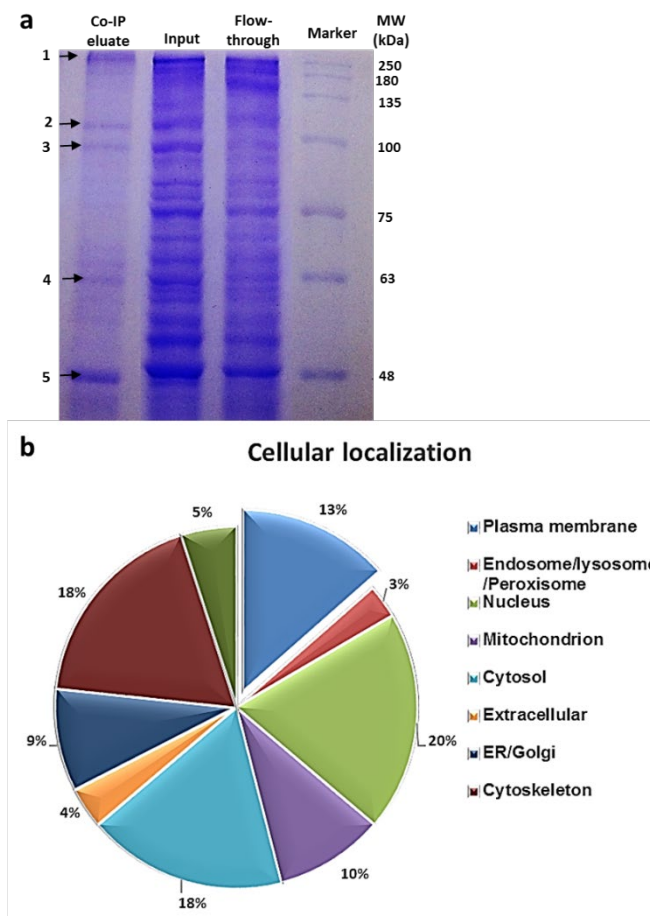 a
Co-IP
eluate
Input
Flow-
through
Marker
MW
(kDa)
1
2
3
4
5
250
180
135
100
75
63
48
b
Cellular localization
13%
3%
20%
10%
18%
4%
9%
18%
5%
Plasma membrane
Endosome/lysosome
/Peroxisome
Nucleus
Mitochondrion
Cytosol
Extracellular
ER/Golgi
Cytoskeleton